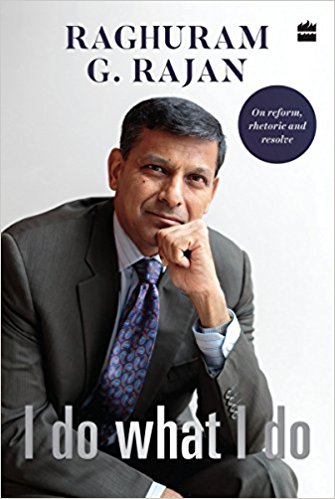 RAGHURAM
G. RAJAN
On reform,
rhetoric and
resolve
I do what I do